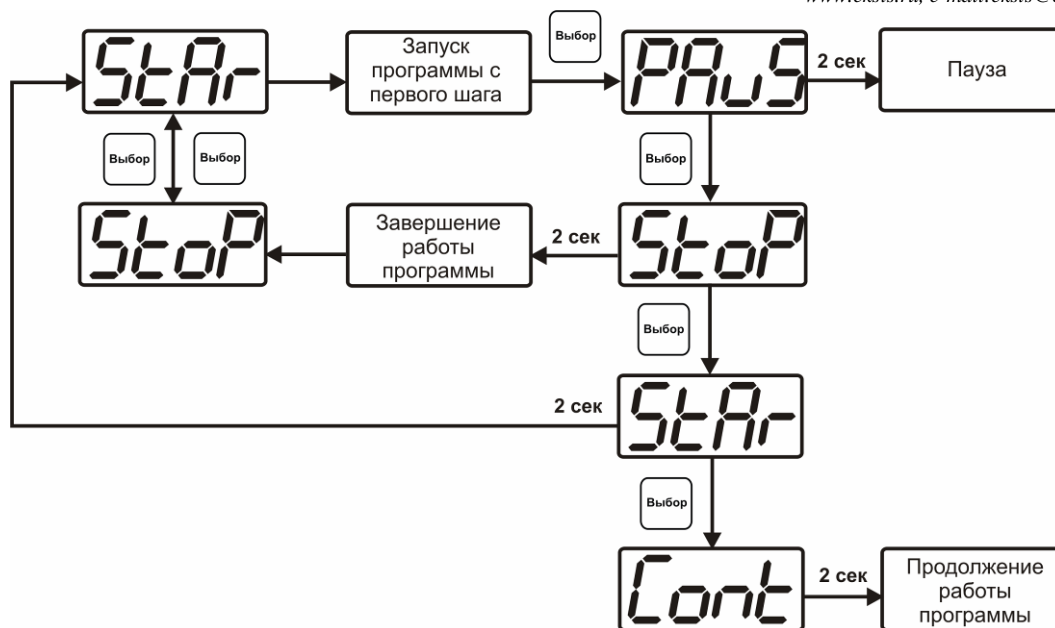 StAr
Запуск
программы с
первого шага
Выбор
PAuS
2 сек
Пауза
Выбор
Выбор
Выбор
StoP
Завершение
работы
программы
2 сек
StoP
Выбор
2 сек
StAr
Выбор
Cont
2 сек
Продолжение
работы
программы